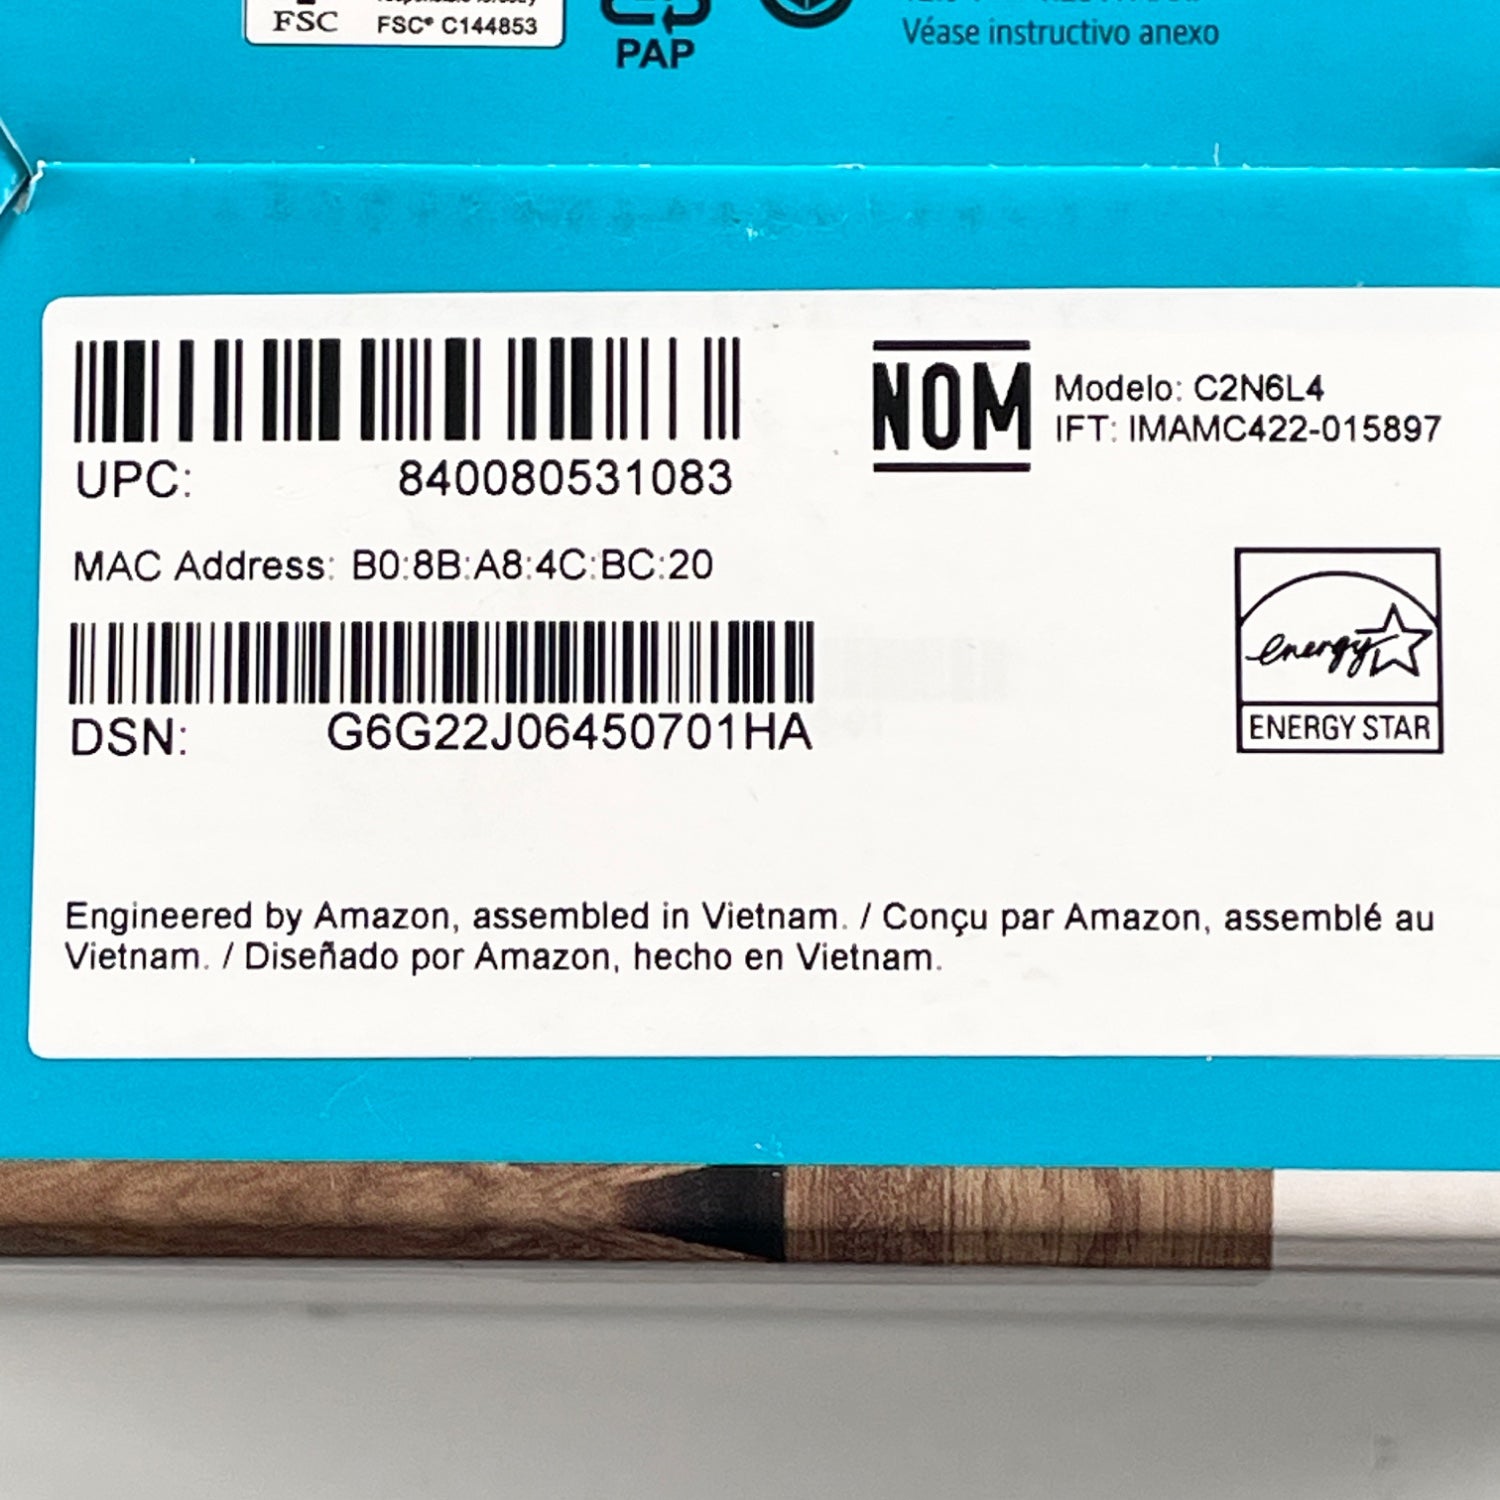 FSC
FSC® C144853
PAP
Véase instructivo anexo
UPC: 840080531083
NOM
Modelo: C2N6L4
IFT: IMAMC422-015897
MAC Address: B0:8B:A8:4C:BC:20
DSN: G6G22J06450701HA
energy
ENERGY STAR
Engineered by Amazon, assembled in Vietnam. / Conçu par Amazon, assemblé au
Vietnam. / Diseñado por Amazon, hecho en Vietnam.